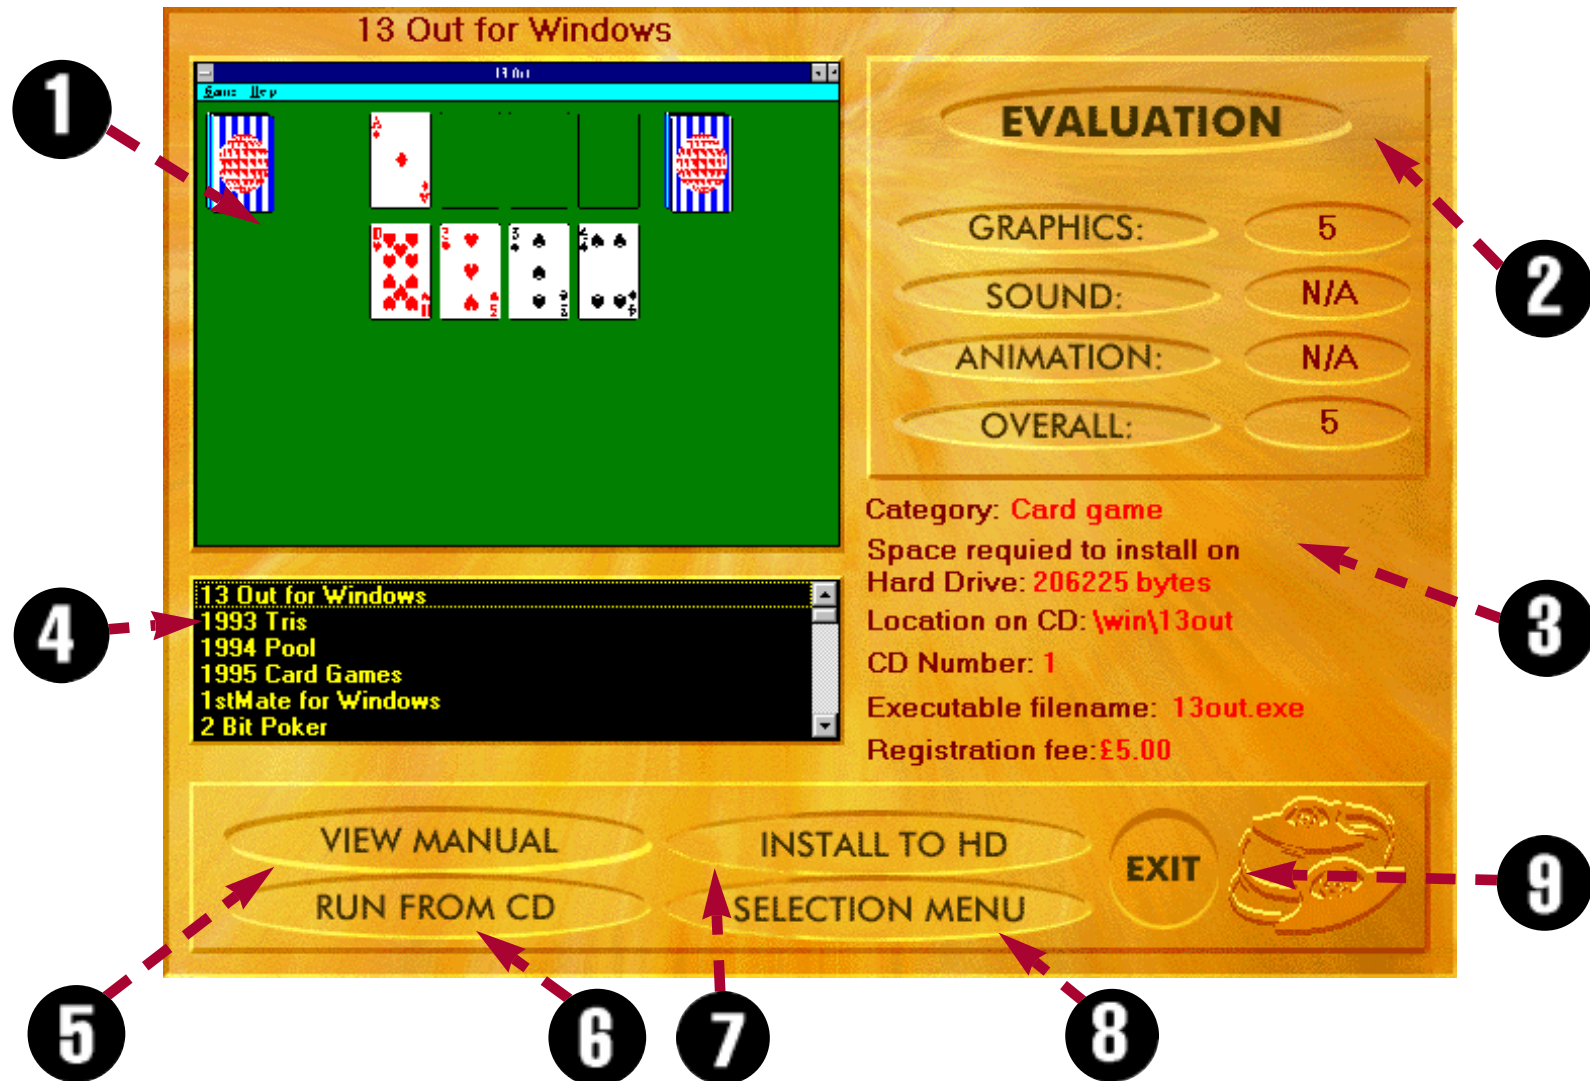 13 Out for Windows
1
13 Out
Game Help
EVALUATION
GRAPHICS: 5
SOUND: N/A
ANIMATION: N/A
OVERALL: 5
2
Category: Card game
Space requied to install on
Hard Drive: 206225 bytes
Location on CD: \win\13out
CD Number: 1
Executable filename: 13out.exe
Registration fee:£5.00
3
4
13 Out for Windows
1993 Tris
1994 Pool
1995 Card Games
1stMate for Windows
2 Bit Poker
VIEW MANUAL
INSTALL TO HD
RUN FROM CD
SELECTION MENU
EXIT
9
5
6
7
8